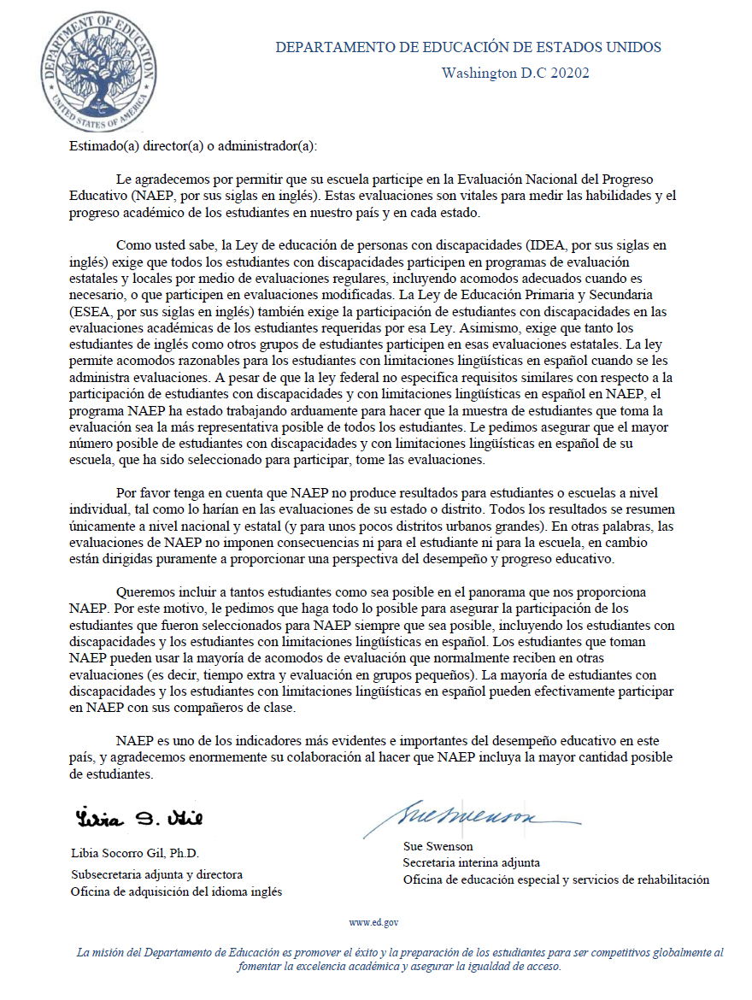 DEPARTMENT OF EDUCATION
UNITED STATES OF AMERICA
DEPARTAMENTO DE EDUCACIÓN DE ESTADOS UNIDOS
Washington D.C 20202
Estimado(a) director(a) o administrador(a):
Le agradecemos por permitir que su escuela participe en la Evaluación Nacional del Progreso
Educativo (NAEP, por sus siglas en inglés). Estas evaluaciones son vitales para medir las habilidades y el
progreso académico de los estudiantes en nuestro país y en cada estado.
Como usted sabe, la Ley de educación de personas con discapacidades (IDEA, por sus siglas en
inglés) exige que todos los estudiantes con discapacidades participen en programas de evaluación
estatales y locales por medio de evaluaciones regulares, incluyendo acomodos adecuados cuando es
necesario, o que participen en evaluaciones modificadas. La Ley de Educación Primaria y Secundaria
(ESEA, por sus siglas en inglés) también exige la participación de estudiantes con discapacidades en las
evaluaciones académicas de los estudiantes requeridas por esa Ley. Asimismo, exige que tanto los
estudiantes de inglés como otros grupos de estudiantes participen en esas evaluaciones estatales. La ley
permite acomodos razonables para los estudiantes con limitaciones lingüísticas en español cuando se les
administra evaluaciones. A pesar de que la ley federal no especifica requisitos similares con respecto a la
participación de estudiantes con discapacidades y con limitaciones lingüísticas en español en NAEP, el
programa NAEP ha estado trabajando arduamente para hacer que la muestra de estudiantes que toma la
evaluación sea la más representativa posible de todos los estudiantes. Le pedimos asegurar que el mayor
número posible de estudiantes con discapacidades y con limitaciones lingüísticas en español de su
escuela, que ha sido seleccionado para participar, tome las evaluaciones.
Por favor tenga en cuenta que NAEP no produce resultados para estudiantes o escuelas a nivel
individual, tal como lo harían en las evaluaciones de su estado o distrito. Todos los resultados se resumen
únicamente a nivel nacional y estatal (y para unos pocos distritos urbanos grandes). En otras palabras, las
evaluaciones de NAEP no imponen consecuencias ni para el estudiante ni para la escuela, en cambio
están dirigidas puramente a proporcionar una perspectiva del desempeño y progreso educativo.
Queremos incluir a tantos estudiantes como sea posible en el panorama que nos proporciona
NAEP. Por este motivo, le pedimos que haga todo lo posible para asegurar la participación de los
estudiantes que fueron seleccionados para NAEP siempre que sea posible, incluyendo los estudiantes con
discapacidades y los estudiantes con limitaciones lingüísticas en español. Los estudiantes que toman
NAEP pueden usar la mayoría de acomodos de evaluación que normalmente reciben en otras
evaluaciones (es decir, tiempo extra y evaluación en grupos pequeños). La mayoría de estudiantes con
discapacidades y los estudiantes con limitaciones lingüísticas en español pueden efectivamente participar
en NAEP con sus compañeros de clase.
NAEP es uno de los indicadores más evidentes e importantes del desempeño educativo en este
país, y agradecemos enormemente su colaboración al hacer que NAEP incluya la mayor cantidad posible
de estudiantes.
Libia S. Gil
Sue Swenson
Libia Socorro Gil, Ph.D.
Subsecretaria adjunta y directora
Oficina de adquisición del idioma inglés
Sue Swenson
Secretaria interina adjunta
Oficina de educación especial y servicios de rehabilitación
www.ed.gov
La misión del Departamento de Educación es promover el éxito y la preparación de los estudiantes para ser competitivos globalmente al
fomentar la excelencia académica y asegurar la igualdad de acceso.